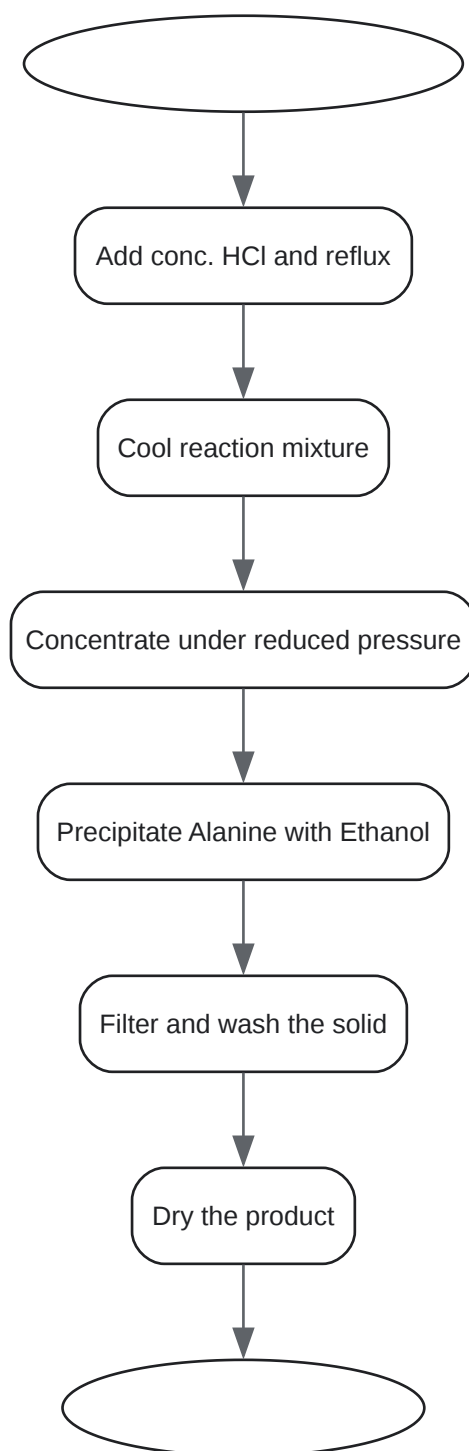 Add conc. HCl and reflux
Cool reaction mixture
Concentrate under reduced pressure
Precipitate Alanine with Ethanol
Filter and wash the solid
Dry the product